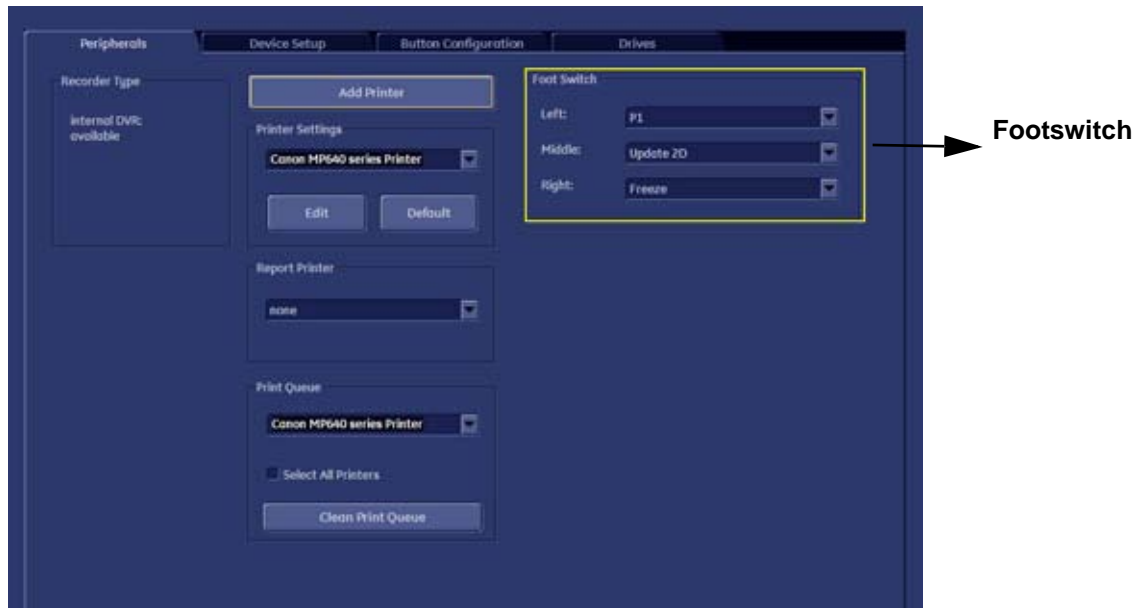 Peripherals
Device Setup
Button Configuration
Drives
Recorder Type
internal DVR:
available
Add Printer
Printer Settings
Canon MP640 series Printer
Edit
Default
Report Printer
none
Print Queue
Canon MP640 series Printer
Select All Printers
Clean Print Queue
Foot Switch
Left:
P1
Middle:
Update 2D
Right:
Freeze
Footswitch